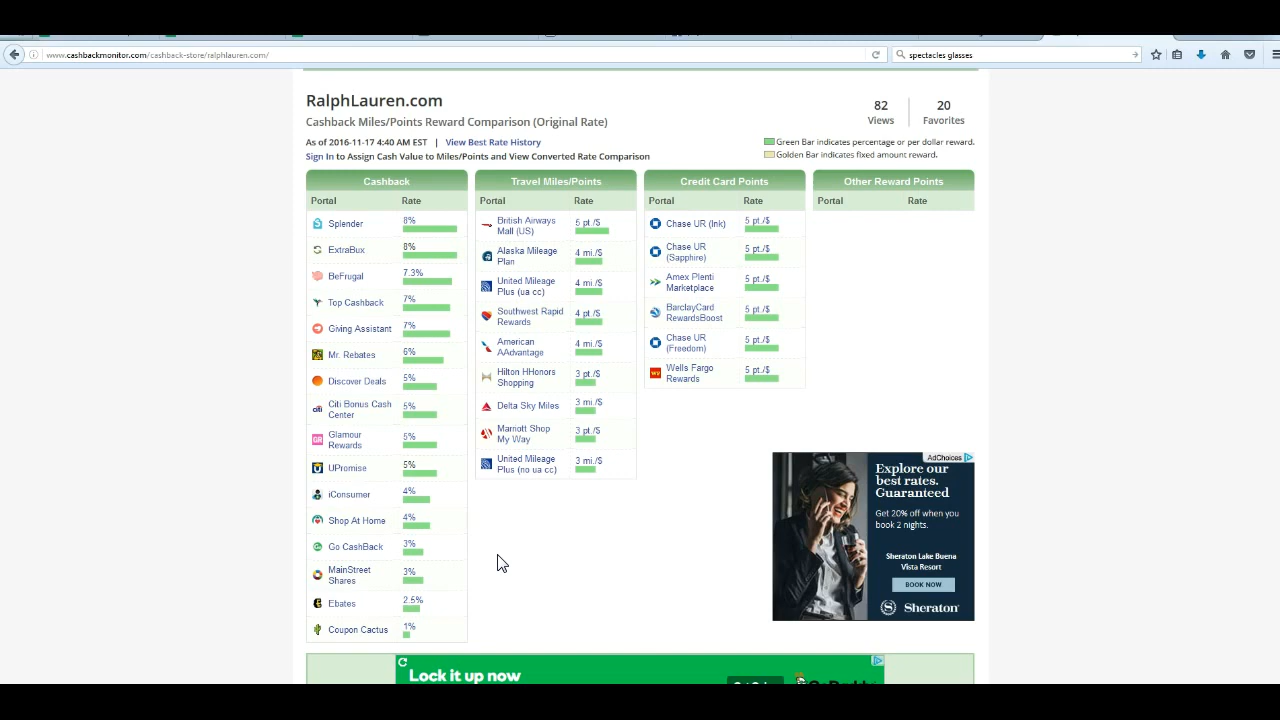 www.cashbackmonitor.com/cashback-store/ralphlauren.com/
spectacles glasses
RalphLauren.com
Cashback Miles/Points Reward Comparison (Original Rate)
82
Views
20
Favorites
As of 2016-11-17 4:40 AM EST | View Best Rate History
Sign In to Assign Cash Value to Miles/Points and View Converted Rate Comparison
Green Bar indicates percentage or per dollar reward.
Golden Bar indicates fixed amount reward.
Cashback
Portal Rate
Splender 8%
ExtraBux 8%
BeFrugal 7.3%
Top Cashback 7%
Giving Assistant 7%
Mr. Rebates 6%
Discover Deals 5%
Citi Bonus Cash
Center 5%
Glamour
Rewards 5%
UPromise 5%
iConsumer 4%
Shop At Home 4%
Go CashBack 3%
MainStreet
Shares 3%
Ebates 2.5%
Coupon Cactus 1%
Travel Miles/Points
Portal Rate
British Airways
Mall (US) 5 pt./$
Alaska Mileage
Plan 4 mi./$
United Mileage
Plus (ua cc) 4 mi./$
Southwest Rapid
Rewards 4 pt./$
American
AAdvantage 4 mi./$
Hilton HHonors
Shopping 3 pt./$
Delta Sky Miles 3 mi./$
Marriott Shop
My Way 3 pt./$
United Mileage
Plus (no ua cc) 3 mi./$
Credit Card Points
Portal Rate
Chase UR (Ink) 5 pt./$
Chase UR
(Sapphire) 5 pt./$
Amex Plenti
Marketplace 5 pt./$
BarclayCard
RewardsBoost 5 pt./$
Chase UR
(Freedom) 5 pt./$
Wells Fargo
Rewards 5 pt./$
Other Reward Points
Portal Rate
AdChoices
Explore our
best rates.
Guaranteed
Get 20% off when you
book 2 nights.
Sheraton Lake Buena
Vista Resort
BOOK NOW
Sheraton
Lock it up now